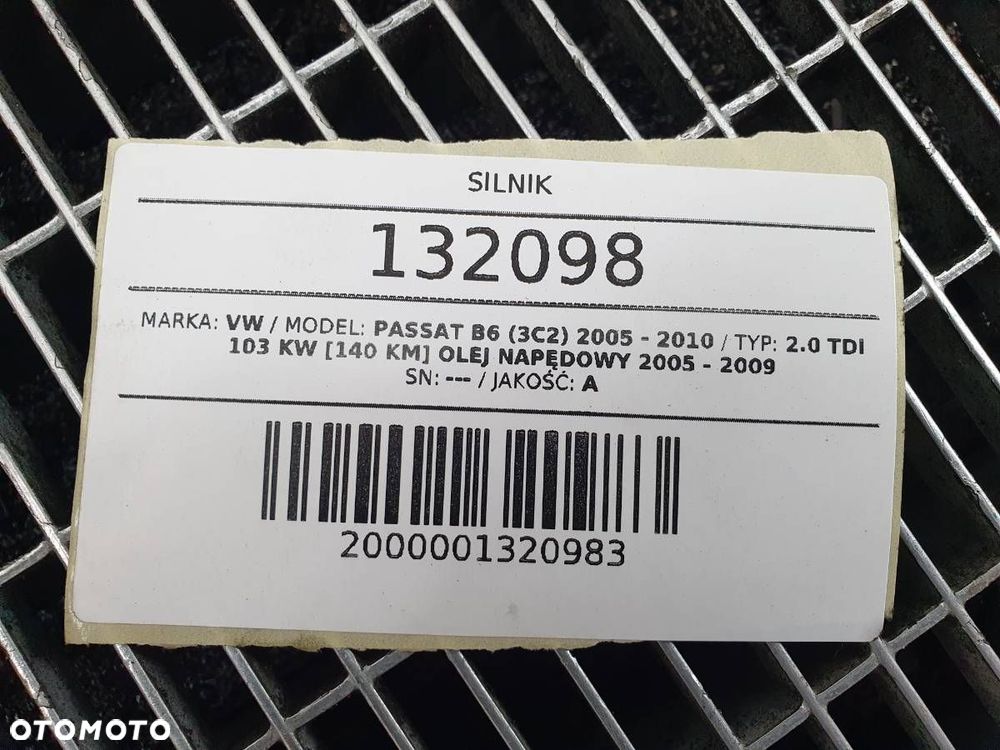 SILNIK
132098
MARKA: VW / MODEL: PASSAT B6 (3C2) 2005 - 2010 / TYP: 2.0 TDI
103 KW [140 KM] OLEJ NAPĘDOWY 2005 - 2009
SN: --- / JAKOŚĆ: A
2000001320983
OTOMOTO